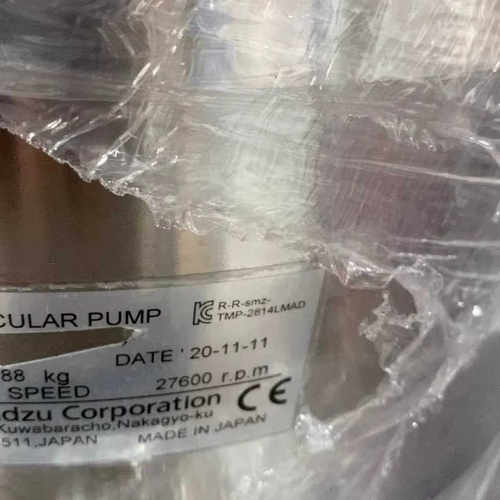 CULAR PUMP
R-R-smz-
TMP-2814LMAD
88 kg DATE '20-11-11
SPEED 27600 r.p.m
dzu Corporation CE
Kuwabaracho,Nakagyo-ku
511,JAPAN MADE IN JAPAN